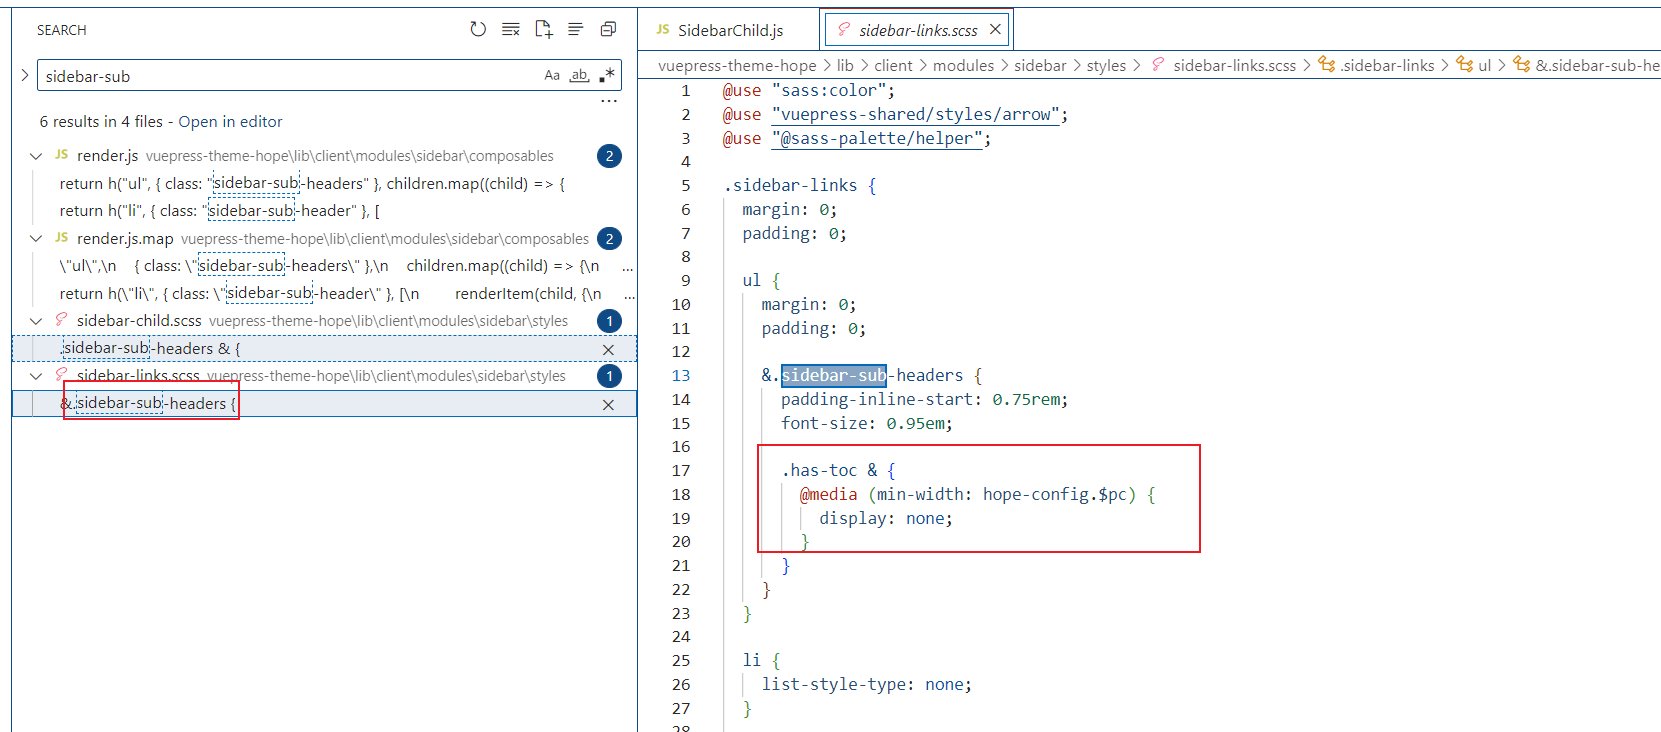 SEARCH
sidebar-sub
Aa ab .*
...
6 results in 4 files - Open in editor
JS render.js vuepress-theme-hope\lib\client\modules\sidebar\composables 2
return h("ul", { class: "sidebar-sub-headers" }, children.map((child) => {
return h("li", { class: "sidebar-sub-header" }, [
JS render.js.map vuepress-theme-hope\lib\client\modules\sidebar\composables 2
\"ul\",\n { class: \"sidebar-sub-headers\" },\n children.map((child) => {\n ...
return h(\"li\", { class: \"sidebar-sub-header\" }, [\n renderItem(child, {\n ...
sidebar-child.scss vuepress-theme-hope\lib\client\modules\sidebar\styles 1
.sidebar-sub-headers & {
sidebar-links.scss vuepress-theme-hope\lib\client\modules\sidebar\styles 1
&.sidebar-sub-headers {
JS SidebarChild.js
sidebar-links.scss
vuepress-theme-hope > lib > client > modules > sidebar > styles > sidebar-links.scss > .sidebar-links > ul > &.sidebar-sub-he
1 @use "sass:color";
2 @use "vuepress-shared/styles/arrow";
3 @use "@sass-palette/helper";
4
5 .sidebar-links {
6 margin: 0;
7 padding: 0;
8
9 ul {
10 margin: 0;
11 padding: 0;
12
13 &.sidebar-sub-headers {
14 padding-inline-start: 0.75rem;
15 font-size: 0.95em;
16
17 .has-toc & {
18 @media (min-width: hope-config.$pc) {
19 display: none;
20 }
21 }
22 }
23 }
24
25 li {
26 list-style-type: none;
27 }
28